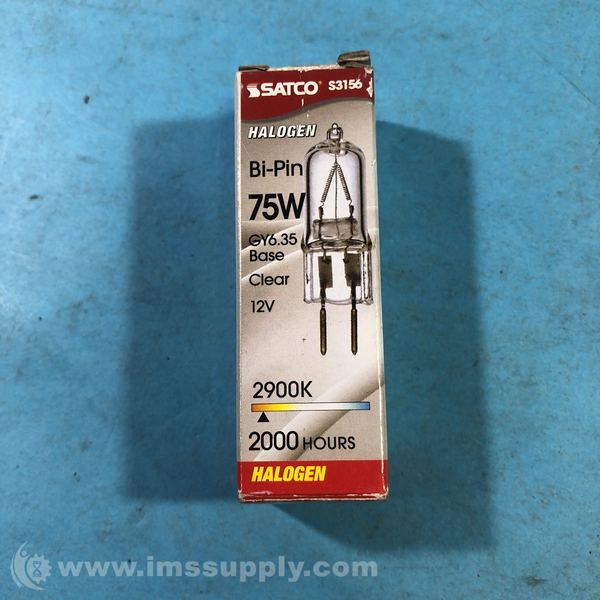 SATCO® S3156
HALOGEN
Bi-Pin
75W
GY6.35
Base
Clear
12V
2900K
2000 HOURS
HALOGEN
© www.imssupply.com